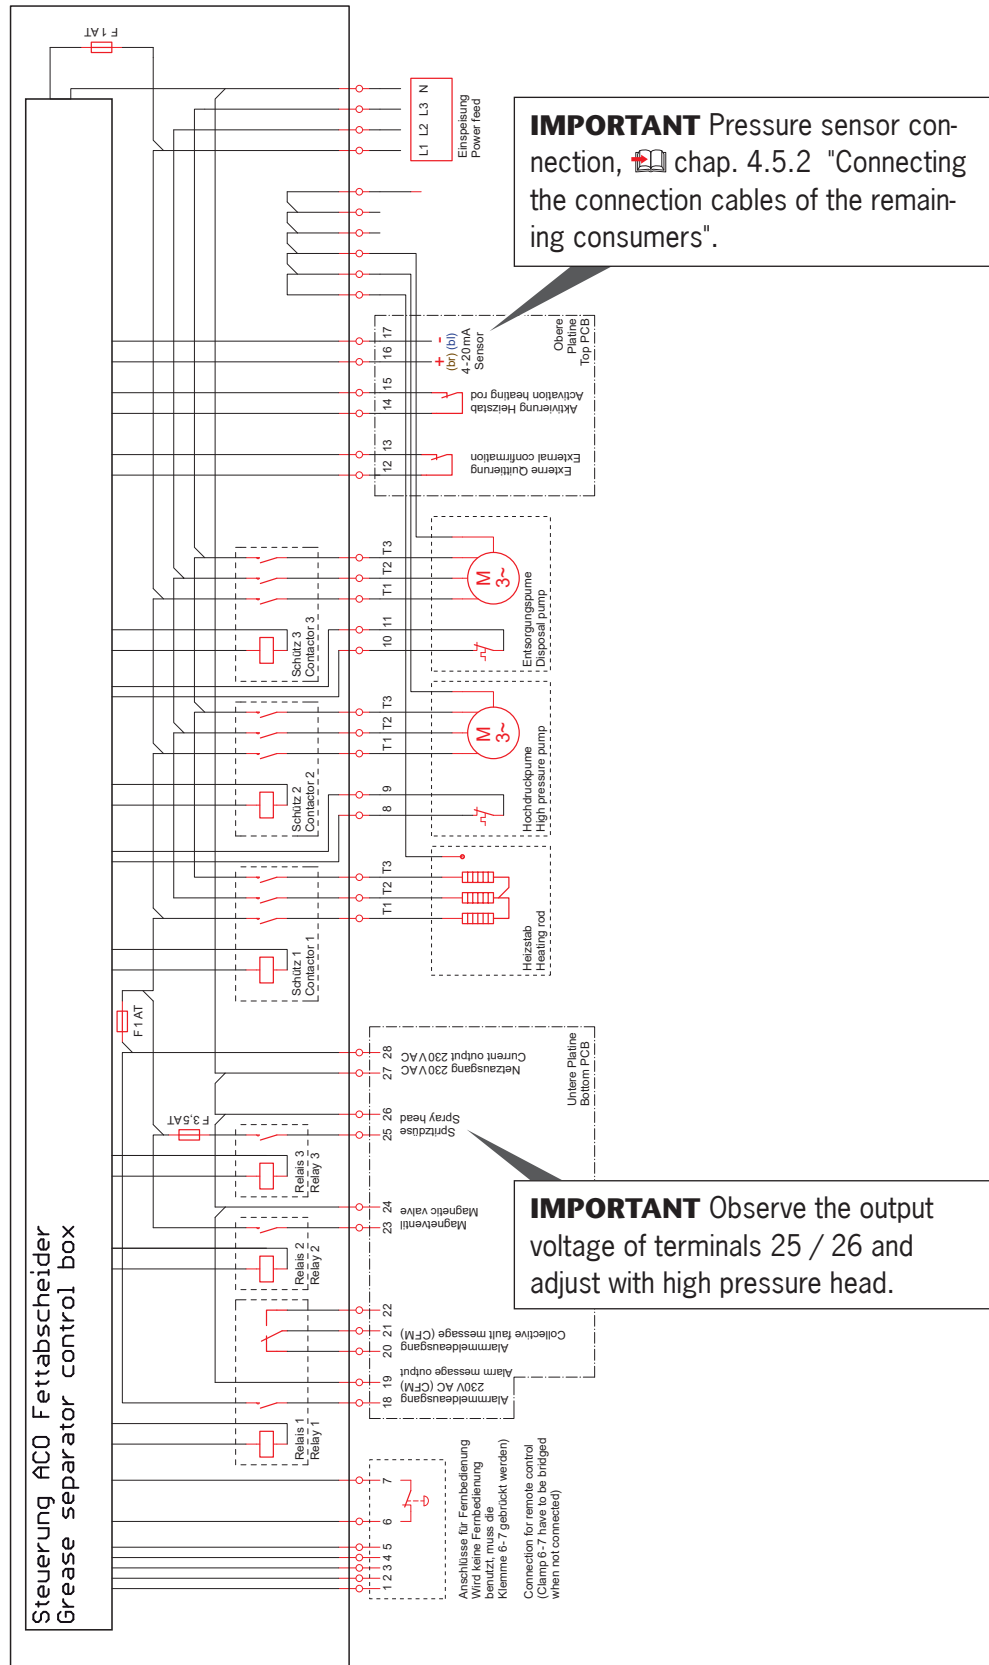 Steuerung ACO Fettabscheider
Grease separator control box
F 1 AT
L1 L2 L3 N
Einspeisung
Power feed
IMPORTANT Pressure sensor con-
nection, chap. 4.5.2 "Connecting
the connection cables of the remain-
ing consumers".
17
16
- (bl)
+ (br)
4-20mA
Sensor
Obere
Platine
Top PCB
15
14
Aktivierung Heizstab
Activation heating rod
13
12
Externe Quittierung
External confirmation
T3
T2
T1
11
10
Schütz 3
Contactor 3
M
3~
Entsorgungspume
Disposal pump
T3
T2
T1
9
8
Schütz 2
Contactor 2
M
3~
Hochdruckpume
High pressure pump
T3
T2
T1
Schütz 1
Contactor 1
Heizstab
Heating rod
F 1 AT
28
27
Netzausgang 230VAC
Current output 230VAC
Untere Platine
Bottom PCB
F 3,5AT
26
25
Spritzdüse
Spray head
Relais 3
Relay 3
24
23
Magnetventil
Magnetic valve
Relais 2
Relay 2
IMPORTANT Observe the output
voltage of terminals 25 / 26 and
adjust with high pressure head.
22
21
20
Alarmmeldeausgang
Collective fault message (CFM)
19
18
Alarmmeldeausgang
230V AC (CFM)
Alarm message output
Relais 1
Relay 1
7
6
5
4
3
2
1
Anschlüsse für Fernbedienung
Wird keine Fernbedienung
benutzt, muss die
Klemme 6-7 gebrückt werden)
Connection for remote control
(Clamp 6-7 have to be bridged
when not connected)